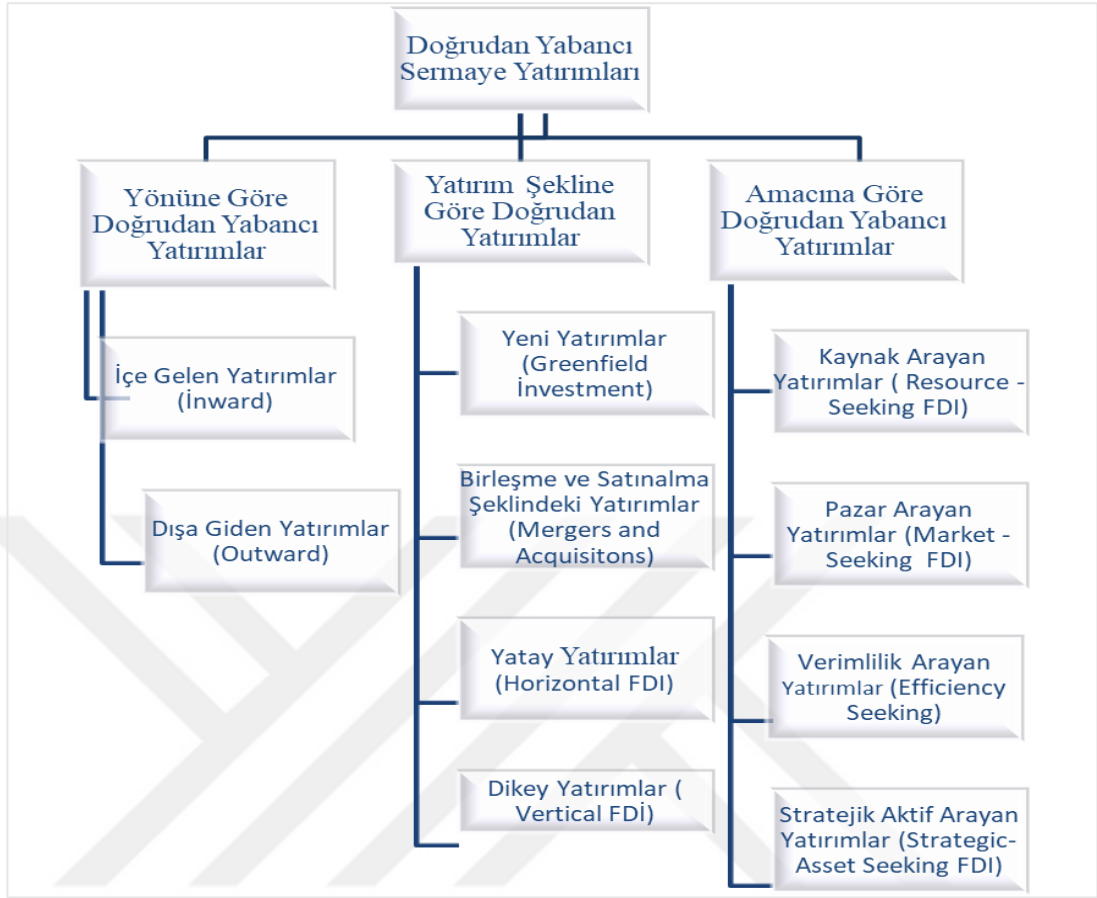 Doğrudan Yabancı
Sermaye Yatırımları
Yönüne Göre
Doğrudan Yabancı
Yatırımlar
İçe Gelen Yatırımlar
(İnward)
Dışa Giden Yatırımlar
(Outward)
Yatırım Şekline
Göre Doğrudan
Yatırımlar
Yeni Yatırımlar
(Greenfield
İnvestment)
Birleşme ve Satınalma
Şeklindeki Yatırımlar
(Mergers and
Acquisitons)
Yatay Yatırımlar
(Horizontal FDI)
Dikey Yatırımlar (
Vertical FDİ)
Amacına Göre
Doğrudan Yabancı
Yatırımlar
Kaynak Arayan
Yatırımlar ( Resource -
Seeking FDI)
Pazar Arayan
Yatırımlar (Market -
Seeking FDI)
Verimlilik Arayan
Yatırımlar (Efficiency
Seeking)
Stratejik Aktif Arayan
Yatırımlar (Strategic-
Asset Seeking FDI)